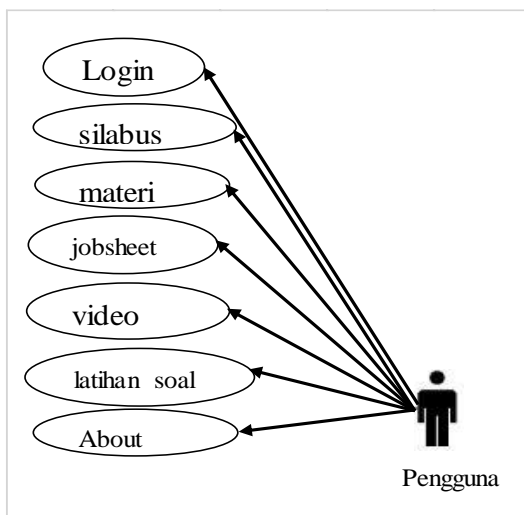 Login
silabus
materi
jobsheet
video
latihan soal
About
Pengguna